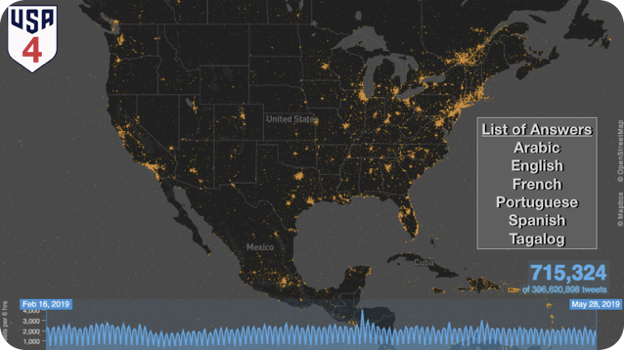 USA
4
United States
List of Answers
Arabic
English
French
Portuguese
Spanish
Tagalog
Mexico
Cuba
715,324
of 396,620,898 tweets
Feb 16, 2019
May 28, 2019
4,000
3,000
2,000
1,000
per 6 hrs
© Mapbox © OpenStreetMap